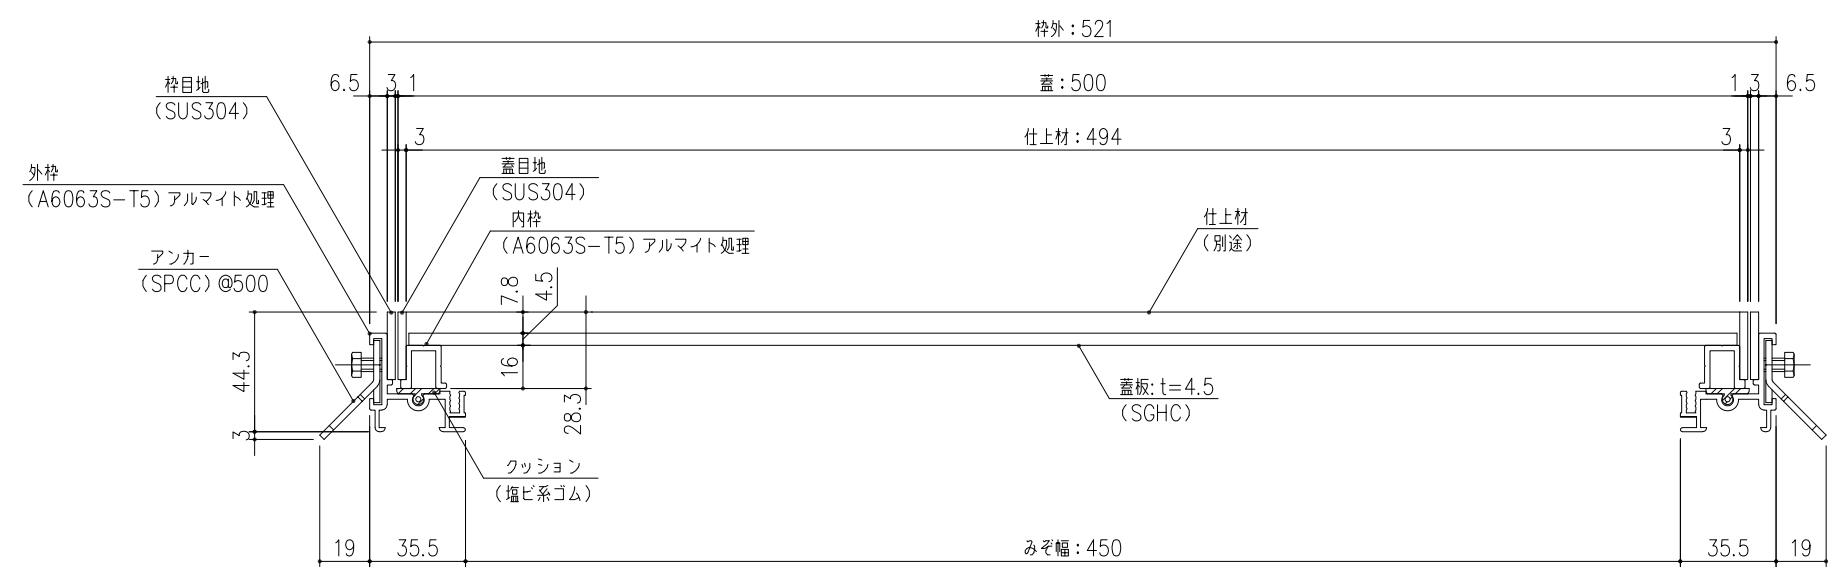 枠外：521
6.5
3
1
蓋：500
1
3
6.5
枠目地
(SUS304)
3
仕上材：494
3
外枠
(A6063S-T5) アルマイト処理
蓋目地
(SUS304)
内枠
(A6063S-T5) アルマイト処理
仕上材
(別途)
アンカー
(SPCC) @500
7.8
4.5
16
28.3
44.3
3
蓋板: t=4.5
(SGHC)
クッション
(塩ビ系ゴム)
19
35.5
みぞ幅：450
35.5
19